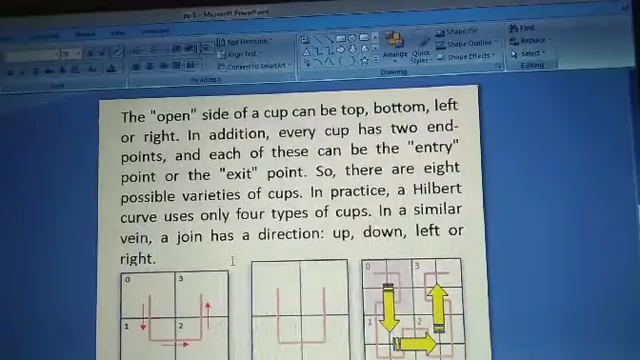 pp5 - Microsoft PowerPoint
Text Direction
Align Text
Convert to SmartArt
Paragraph
Arrange
Quick
Styles
Shape Fill
Shape Outline
Shape Effects
Drawing
Find
Replace
Select
Editing
The "open" side of a cup can be top, bottom, left
or right. In addition, every cup has two end-
points, and each of these can be the "entry"
point or the "exit" point. So, there are eight
possible varieties of cups. In practice, a Hilbert
curve uses only four types of cups. In a similar
vein, a join has a direction: up, down, left or
right.
0 3
1 2
0 3
1 2